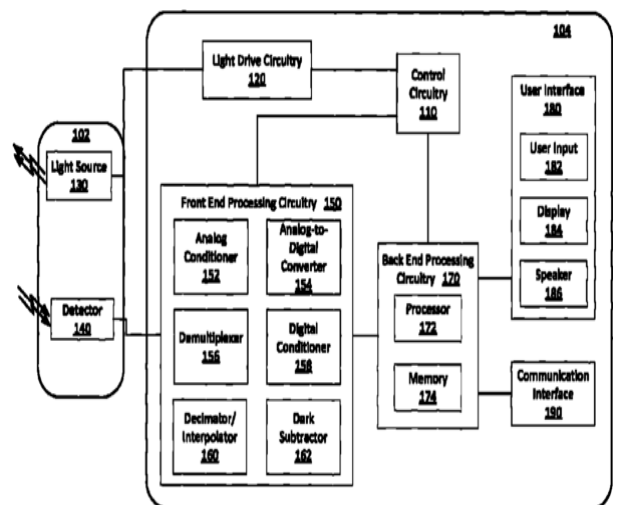 104
Light Drive Circuitry
120
Control
Circuitry
110
User Interface
180
User Input
182
Display
184
Speaker
186
102
Light Source
130
Detector
140
Front End Processing Circuitry 150
Analog
Conditioner
152
Analog-to-
Digital
Converter
154
Demultiplexer
156
Digital
Conditioner
158
Decimator/
Interpolator
160
Dark
Subtractor
162
Back End Processing
Circuitry 170
Processor
172
Memory
174
Communication
Interface
190